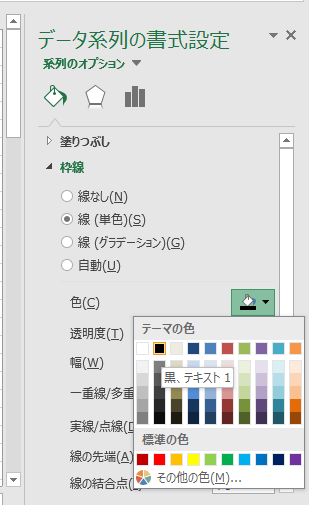 データ系列の書式設定
系列のオプション
塗りつぶし
枠線
線なし(N)
線 (単色)(S)
線 (グラデーション)(G)
自動(U)
色(C)
テーマの色
透明度(T)
幅(W)
黒、テキスト 1
一重線/多重
実線/点線(D)
標準の色
線の先端(A)
その他の色(M)...
線の結合点(